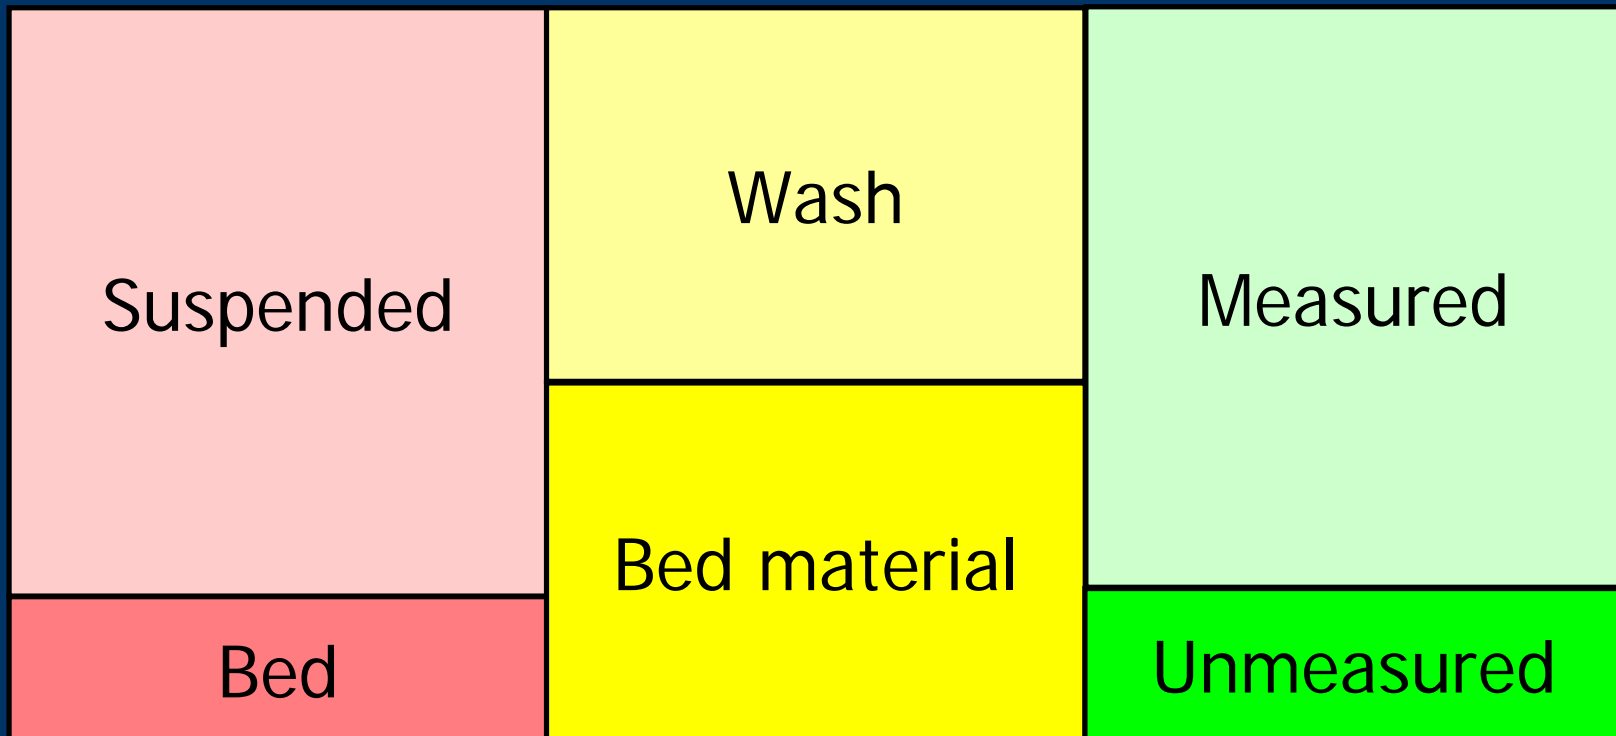 Suspended
Bed
Wash
Bed material
Measured
Unmeasured